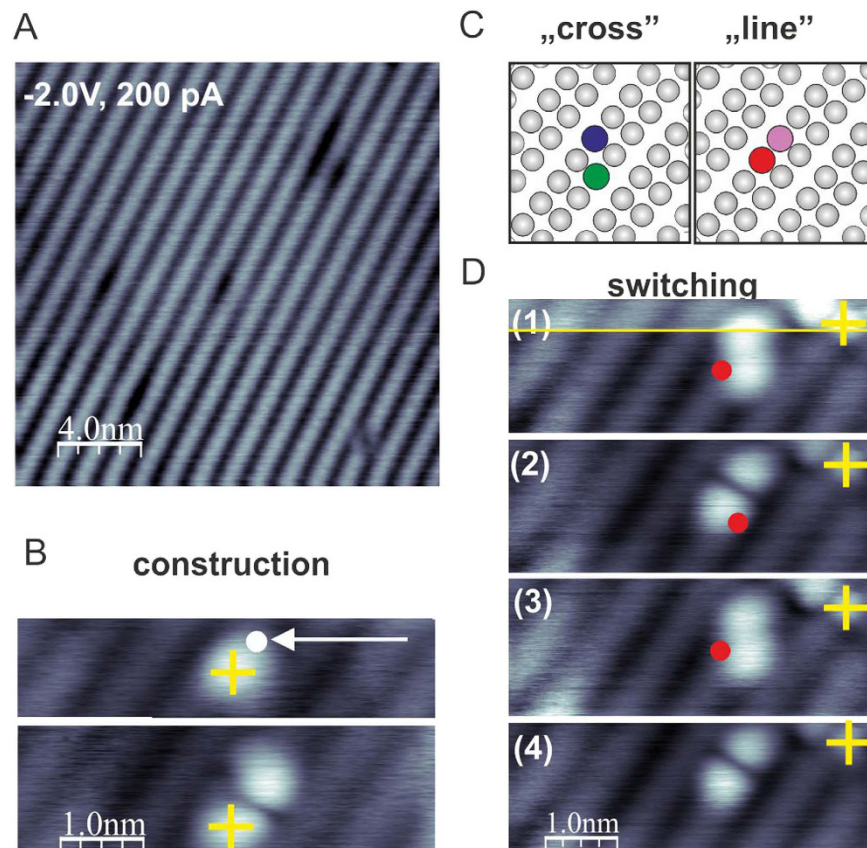 A
-2.0V, 200 pA
4.0nm
B
construction
1.0nm
C
„cross” „line”
D
switching
(1)
(2)
(3)
(4)
1.0nm